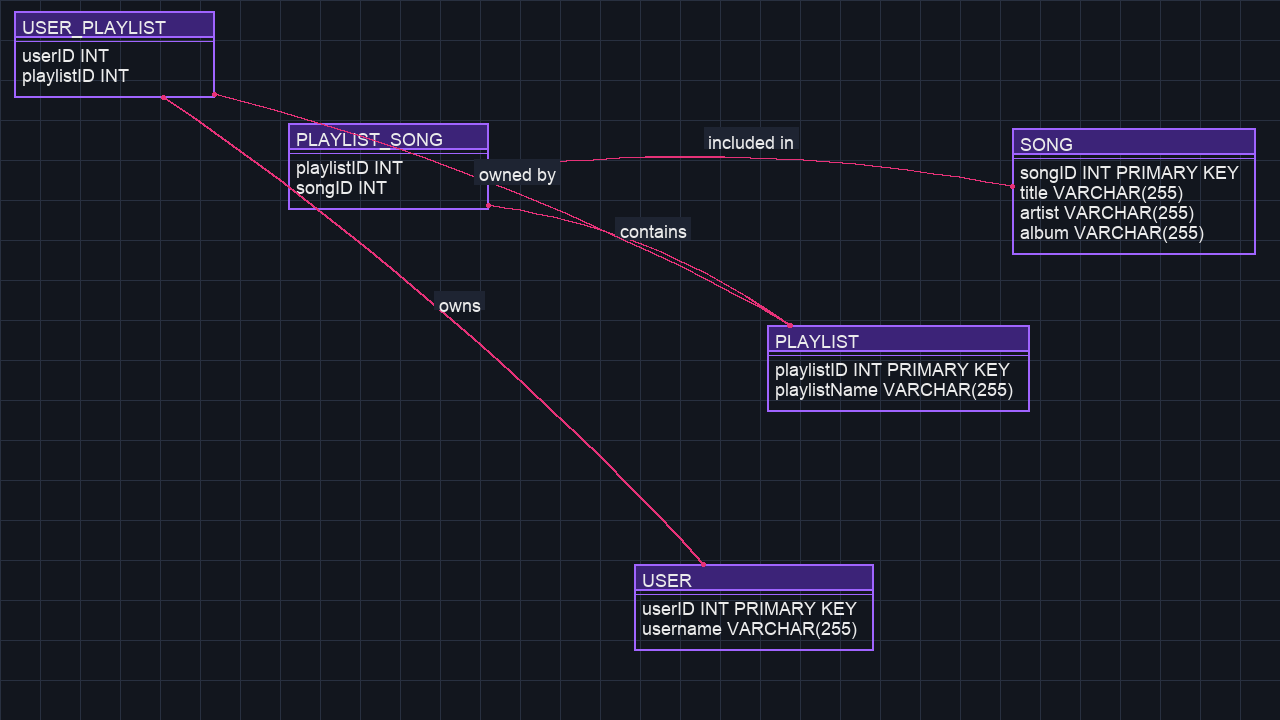 USER_PLAYLIST
userID INT
playlistID INT
PLAYLIST_SONG
playlistID INT
songID INT
included in
owned by
contains
owns
SONG
songID INT PRIMARY KEY
title VARCHAR(255)
artist VARCHAR(255)
album VARCHAR(255)
PLAYLIST
playlistID INT PRIMARY KEY
playlistName VARCHAR(255)
USER
userID INT PRIMARY KEY
username VARCHAR(255)